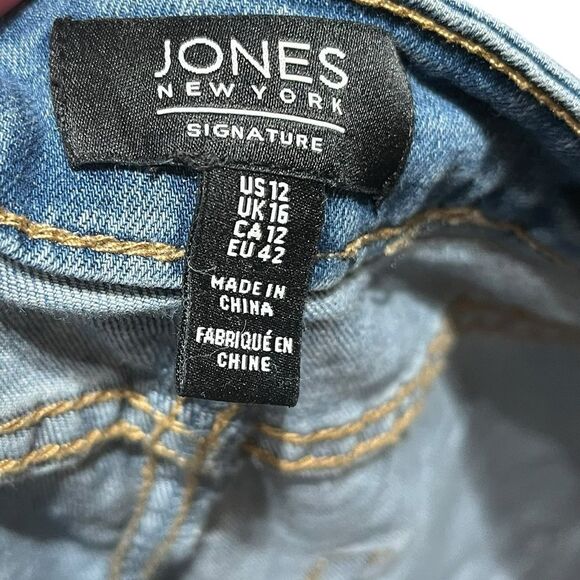 JONES
NEW YORK
SIGNATURE
US 12
UK 16
CA 12
EU 42
MADE IN
CHINA
FABRIQUÉ EN
CHINE